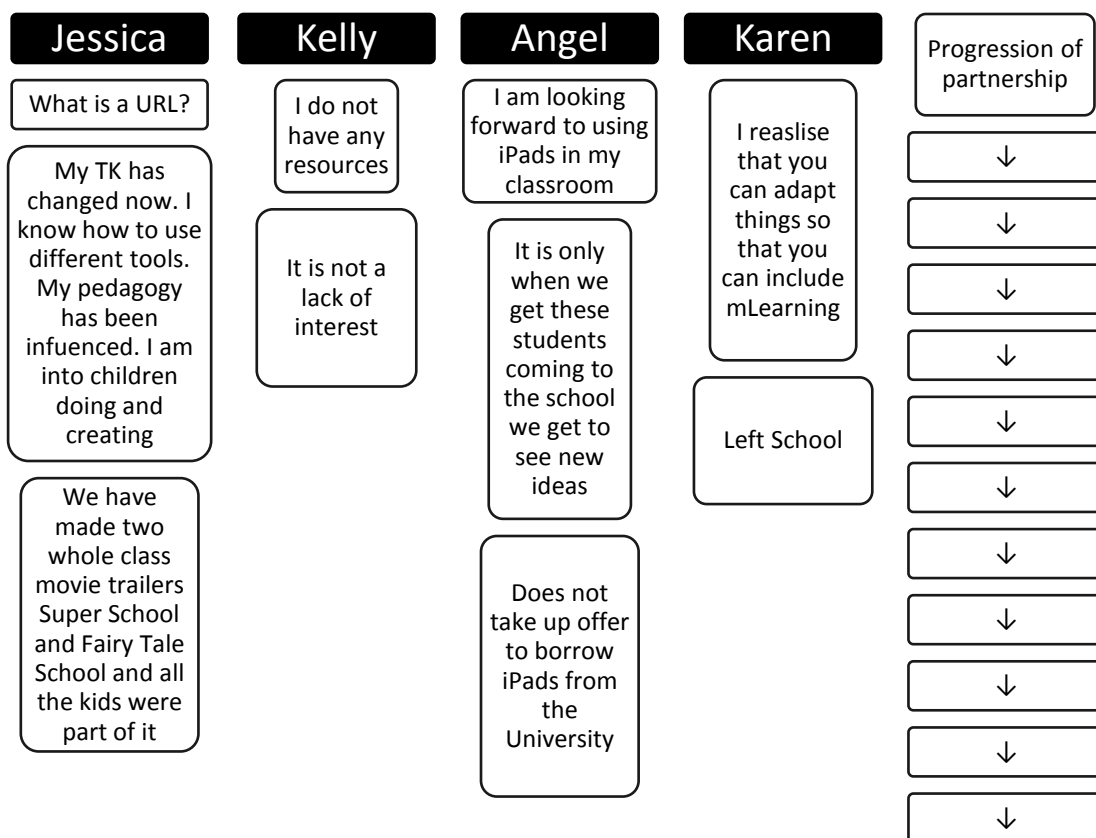 Jessica
What is a URL?
My TK has
changed now. I
know how to use
different tools.
My pedagogy
has been
infuenced. I am
into children
doing and
creating
We have
made two
whole class
movie trailers
Super School
and Fairy Tale
School and all
the kids were
part of it
Kelly
I do not
have any
resources
It is not a
lack of
interest
Angel
I am looking
forward to using
iPads in my
classroom
It is only
when we
get these
students
coming to
the school
we get to
see new
ideas
Does not
take up offer
to borrow
iPads from
the
University
Karen
I reaslise
that you
can adapt
things so
that you
can include
mLearning
Left School
Progression of
partnership
↓
↓
↓
↓
↓
↓
↓
↓
↓
↓
↓